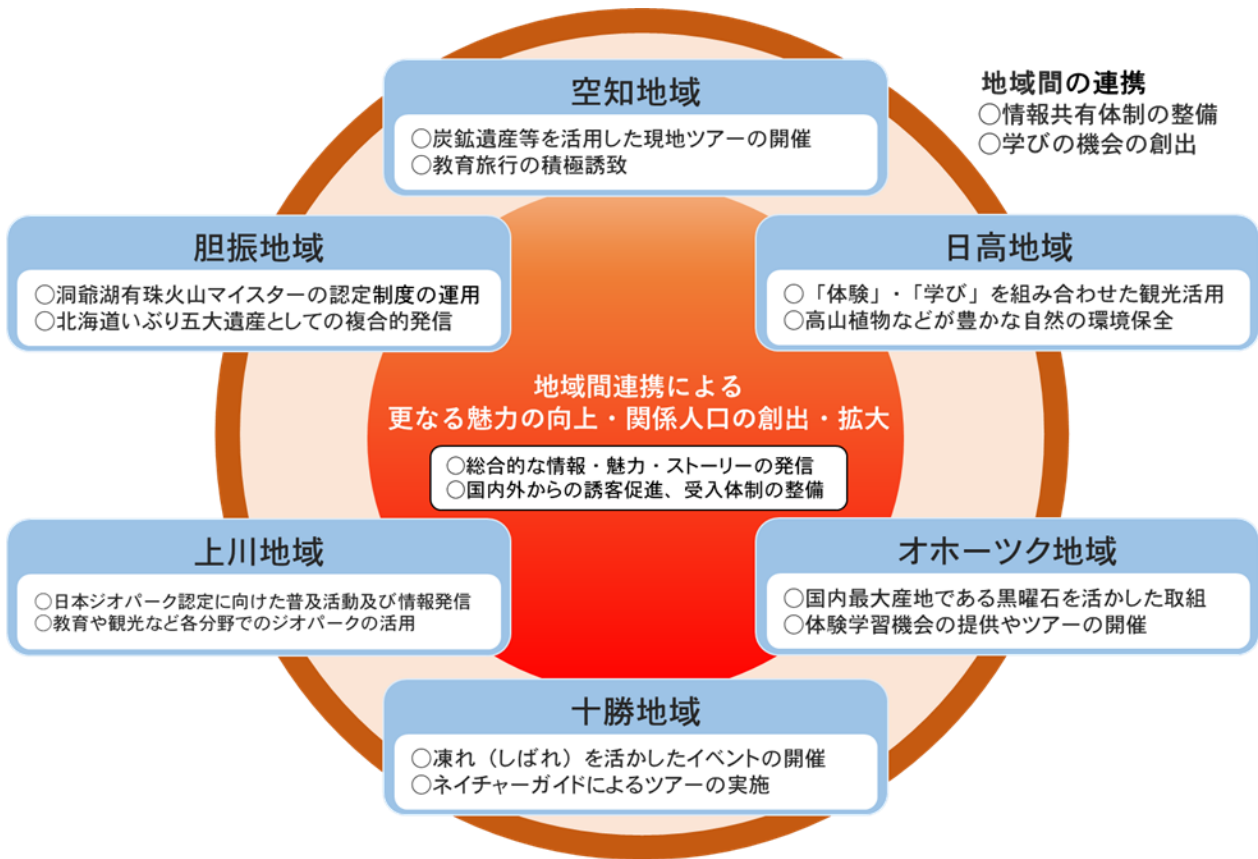 空知地域
○炭鉱遺産等を活用した現地ツアーの開催
○教育旅行の積極誘致
地域間の連携
○情報共有体制の整備
○学びの機会の創出
胆振地域
○洞爺湖有珠火山マイスターの認定制度の運用
○北海道いぶり五大遺産としての複合的発信
日高地域
○「体験」・「学び」を組み合わせた観光活用
○高山植物などが豊かな自然の環境保全
地域間連携による
更なる魅力の向上・関係人口の創出・拡大
○総合的な情報・魅力・ストーリーの発信
○国内外からの誘客促進、受入体制の整備
上川地域
○日本ジオパーク認定に向けた普及活動及び情報発信
○教育や観光など各分野でのジオパークの活用
オホーツク地域
○国内最大産地である黒曜石を活かした取組
○体験学習機会の提供やツアーの開催
十勝地域
○凍れ（しばれ）を活かしたイベントの開催
○ネイチャーガイドによるツアーの実施